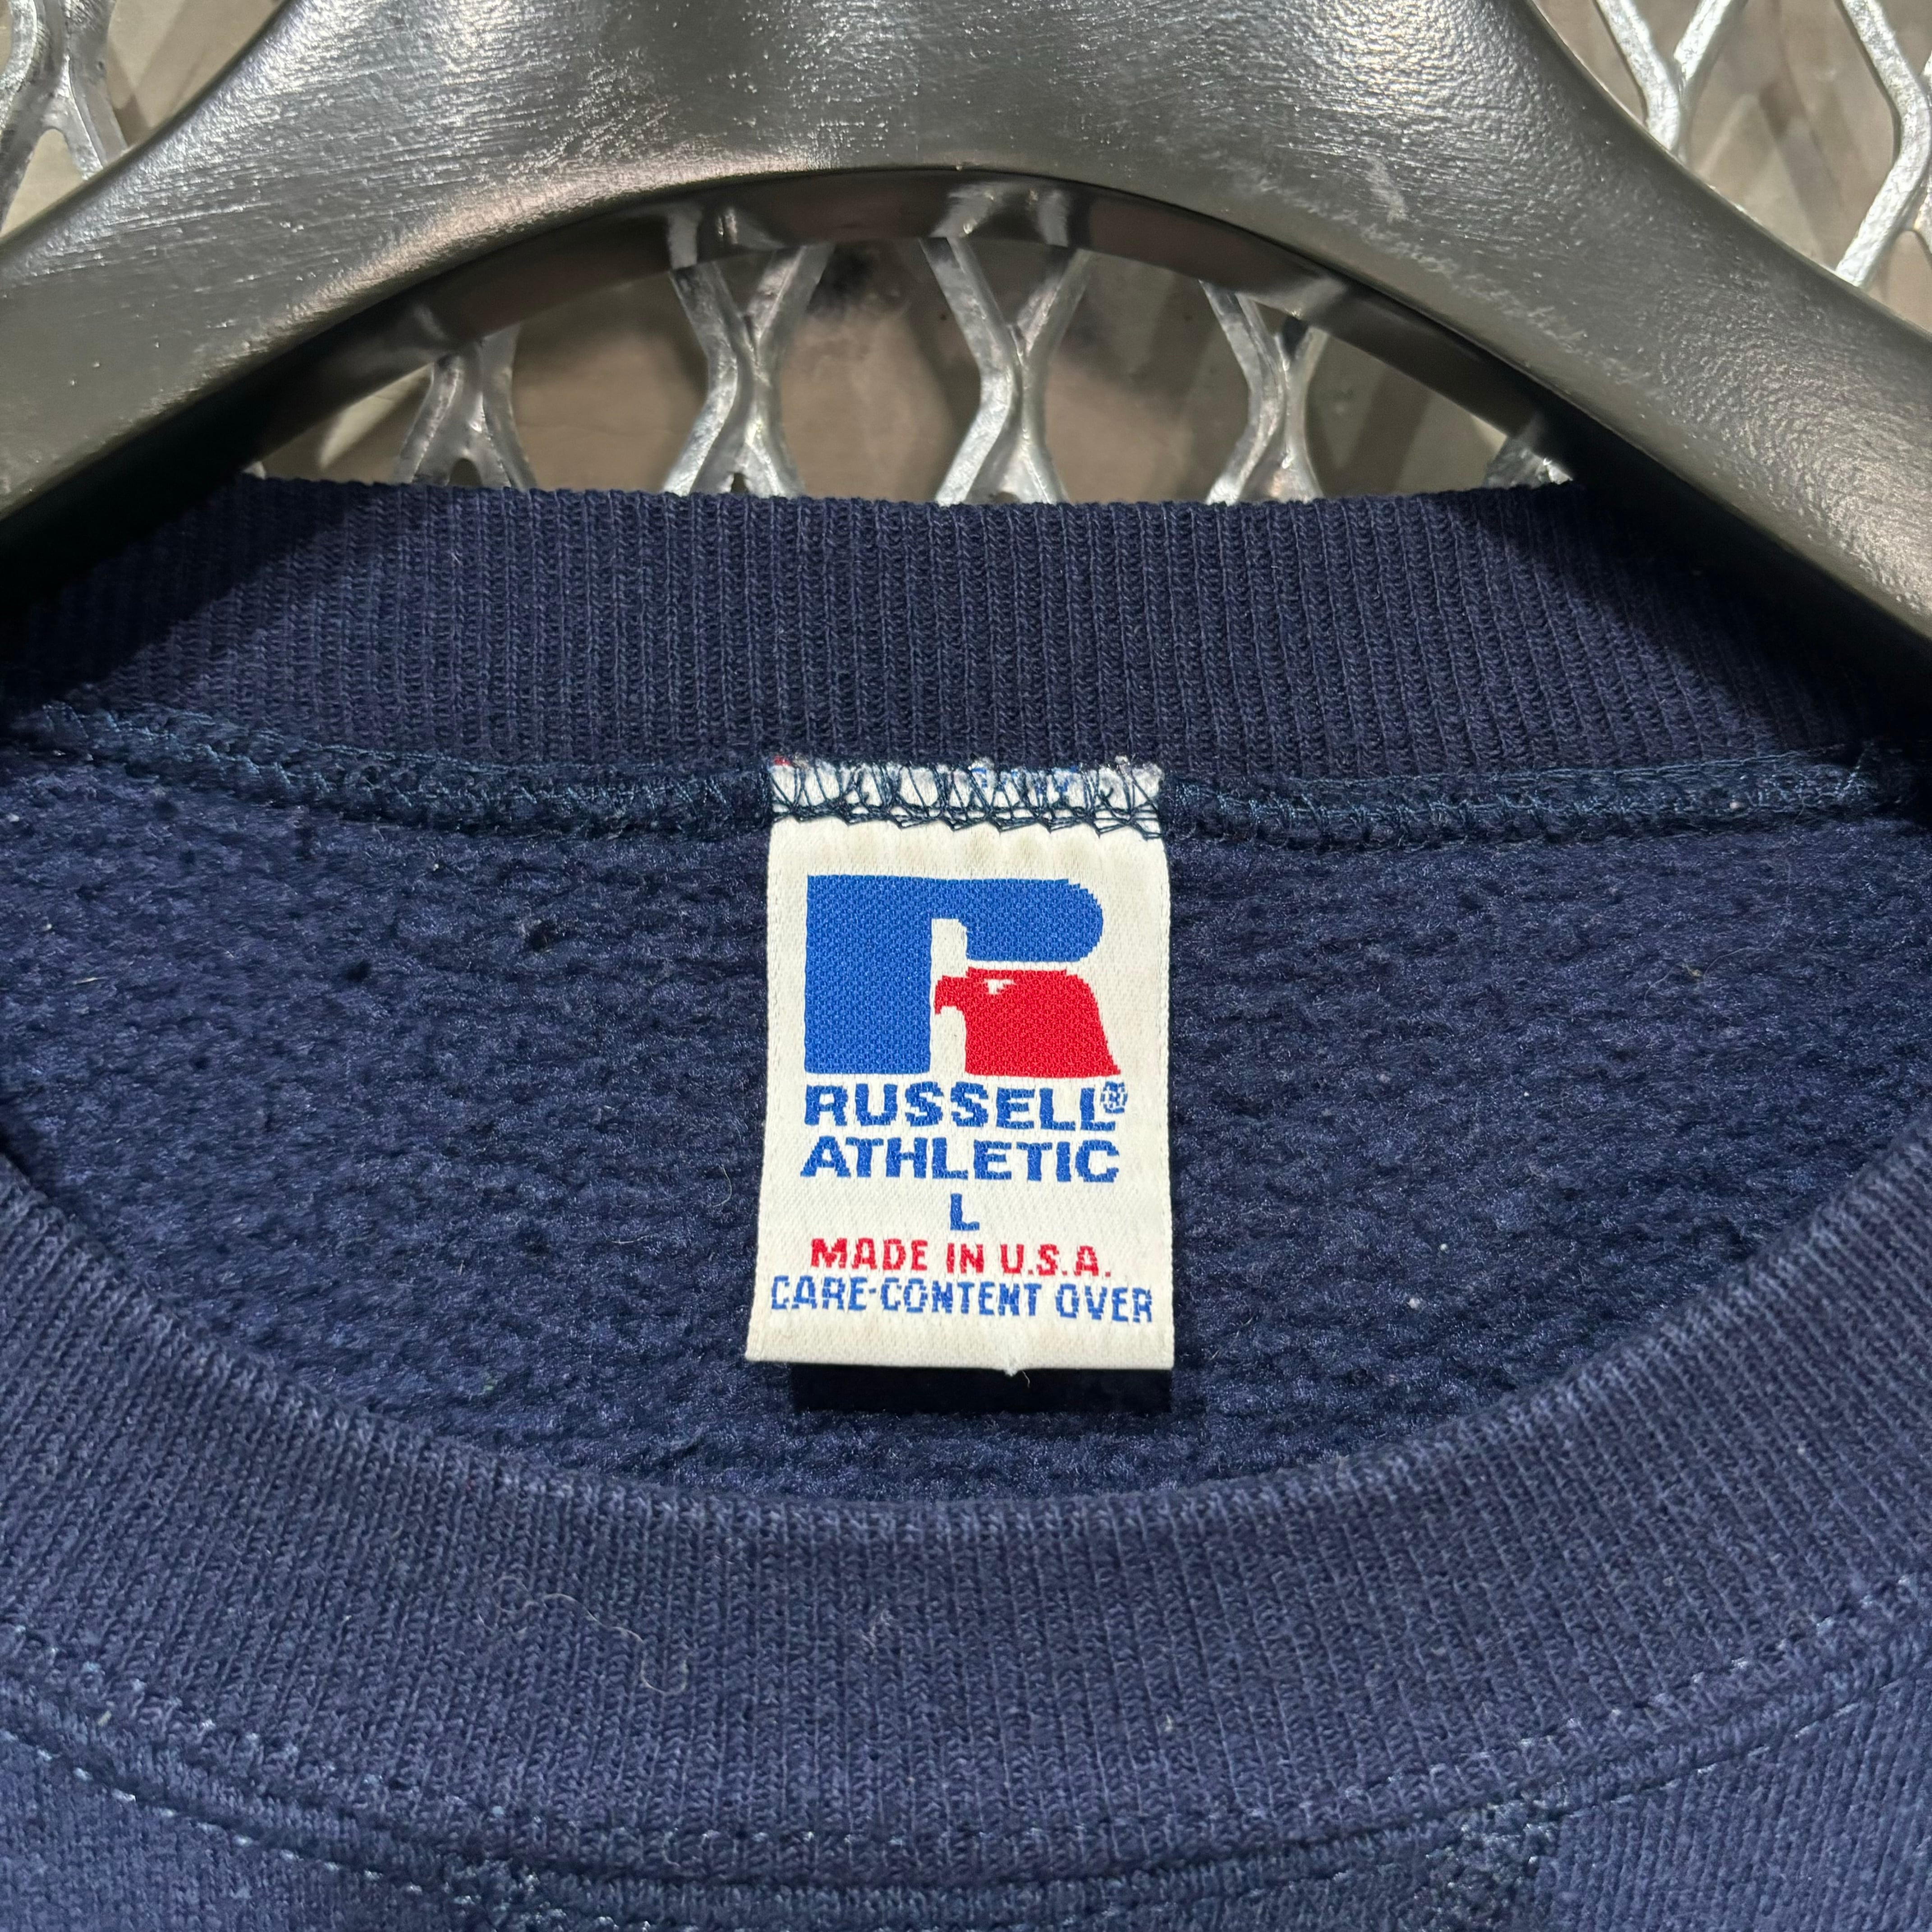 R
RUSSELL®
ATHLETIC
L
MADE IN U.S.A.
CARE-CONTENT OVER